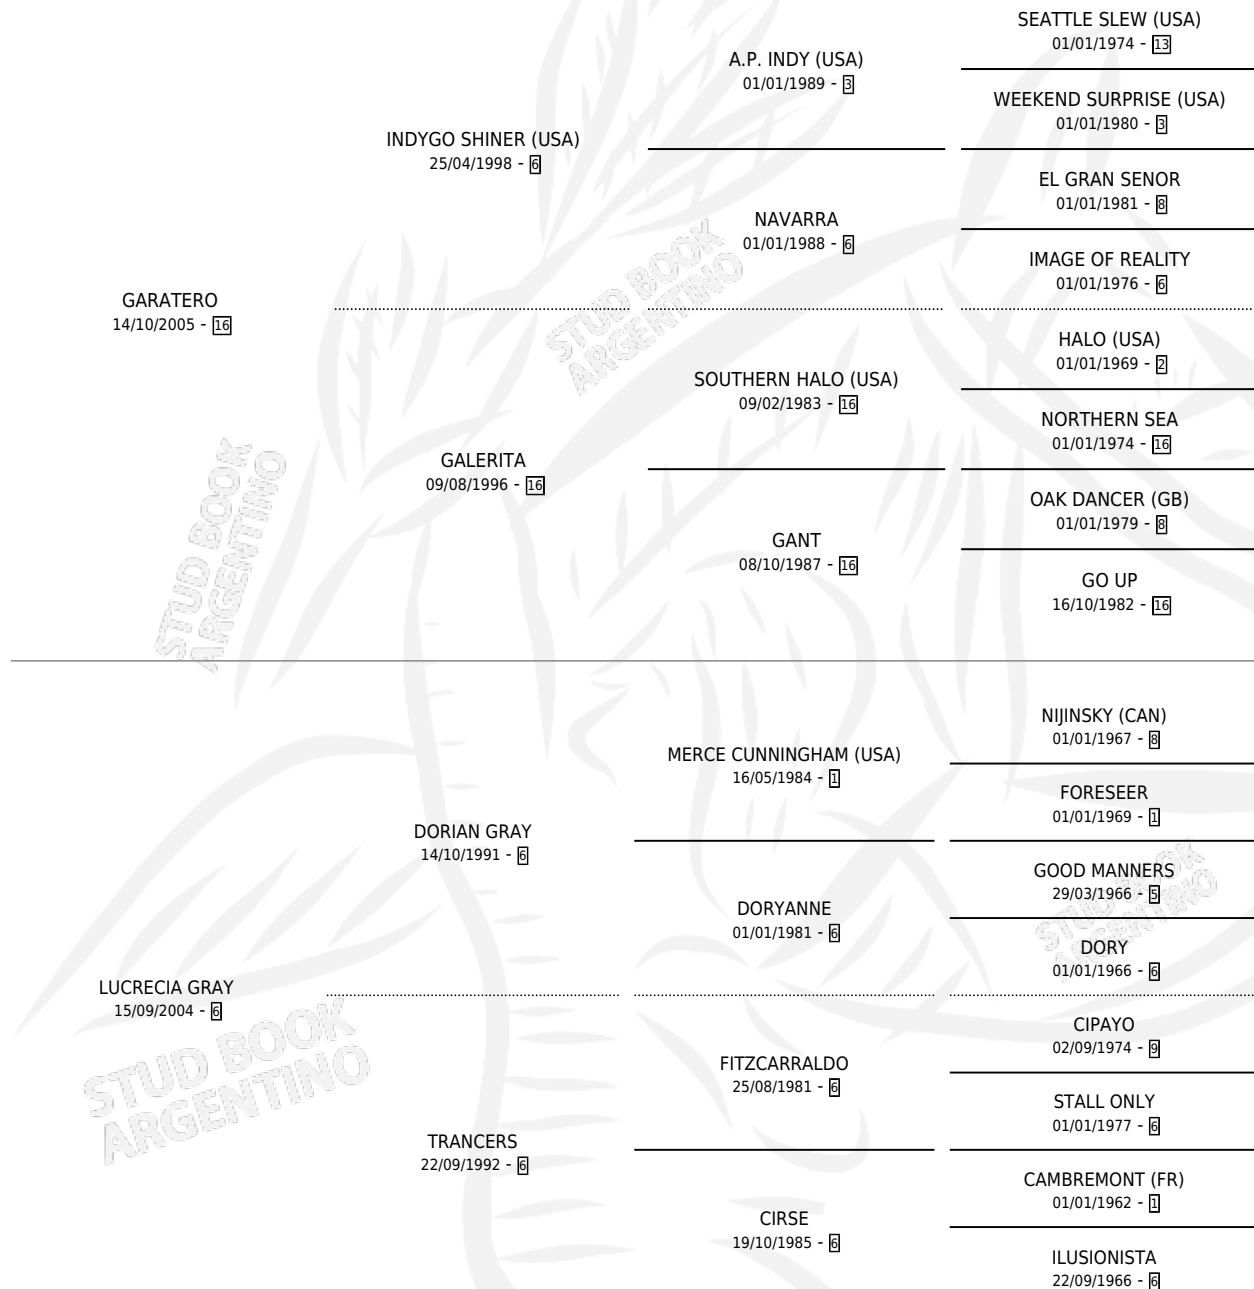 SEATTLE SLEW (USA)
01/01/1974 - 13
A.P. INDY (USA)
01/01/1989 - 3
WEEKEND SURPRISE (USA)
01/01/1980 - 3
INDYGO SHINER (USA)
25/04/1998 - 6
EL GRAN SENOR
01/01/1981 - 8
NAVARRA
01/01/1988 - 6
IMAGE OF REALITY
01/01/1976 - 6
GARATERO
14/10/2005 - 16
HALO (USA)
01/01/1969 - 2
SOUTHERN HALO (USA)
09/02/1983 - 16
NORTHERN SEA
01/01/1974 - 16
GALERITA
09/08/1996 - 16
OAK DANCER (GB)
01/01/1979 - 8
GANT
08/10/1987 - 16
GO UP
16/10/1982 - 16
STUD BOOK
ARGENTINO
STUD BOOK
ARGENTINO
NIJINSKY (CAN)
01/01/1967 - 8
MERCE CUNNINGHAM (USA)
16/05/1984 - 1
FORESEER
01/01/1969 - 1
DORIAN GRAY
14/10/1991 - 6
GOOD MANNERS
29/03/1966 - 5
DORYANNE
01/01/1981 - 6
DORY
01/01/1966 - 6
LUCRECIA GRAY
15/09/2004 - 6
CIPAYO
02/09/1974 - 9
FITZCARRALDO
25/08/1981 - 6
STALL ONLY
01/01/1977 - 6
TRANCERS
22/09/1992 - 6
CAMBREMONT (FR)
01/01/1962 - 1
CIRSE
19/10/1985 - 6
ILUSIONISTA
22/09/1966 - 6
STUD BOOK
ARGENTINO
STUD BOOK
ARGENTINO